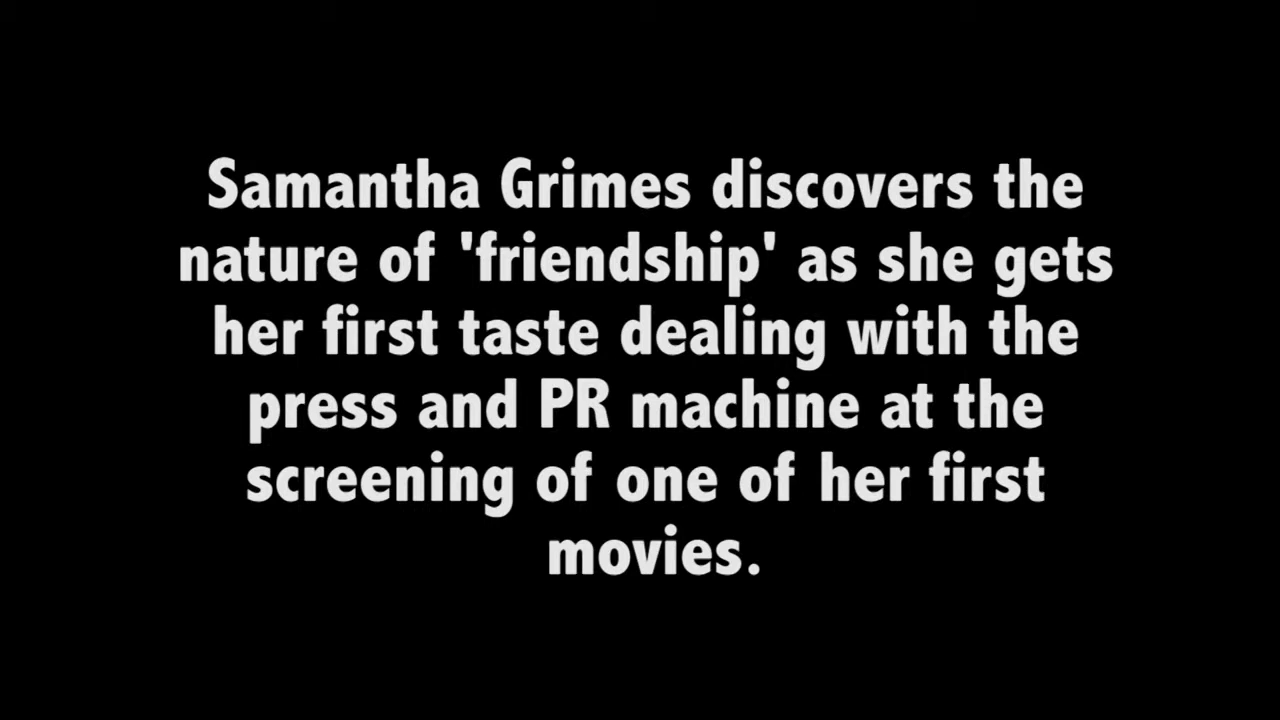 Samantha Grimes discovers the
nature of 'friendship' as she gets
her first taste dealing with the
press and PR machine at the
screening of one of her first
movies.